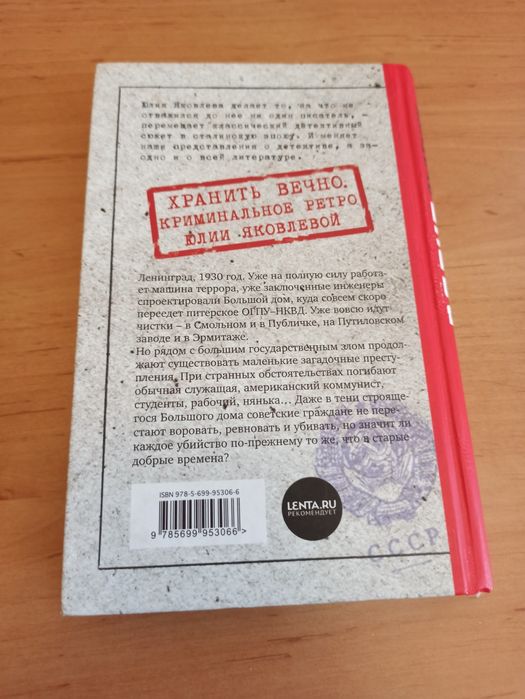 Юлия Яковлева делает то, на что не
отважился до нее ни один писатель, –
перемещает классический детективный
сюжет в сталинскую эпоху. И меняет
наше представления о детективе, а за-
одно и о всей литературе.
ХРАНИТЬ ВЕЧНО.
КРИМИНАЛЬНОЕ РЕТРО
ЮЛИИ ЯКОВЛЕВОЙ
Ленинград, 1930 год. Уже на полную силу работа-
ет машина террора, уже заключенные инженеры
спроектировали Большой дом, куда совсем скоро
переедет питерское ОГПУ–НКВД. Уже вовсю идут
чистки – в Смольном и в Публичке, на Путиловском
заводе и в Эрмитаже.
Но рядом с большим государственным злом продол-
жают существовать маленькие загадочные престу-
пления. При странных обстоятельствах погибают
обычная служащая, американский коммунист,
студенты, рабочий, нянька... Даже в тени строяще-
гося Большого дома советские граждане не пере-
стают воровать, ревновать и убивать, но значит ли
каждое убийство по-прежнему то же, что в старые
добрые времена?
ISBN 978-5-699-95306-6
9 785699 953066 >
LENTA.RU
РЕКОМЕНДУЕТ
СССР